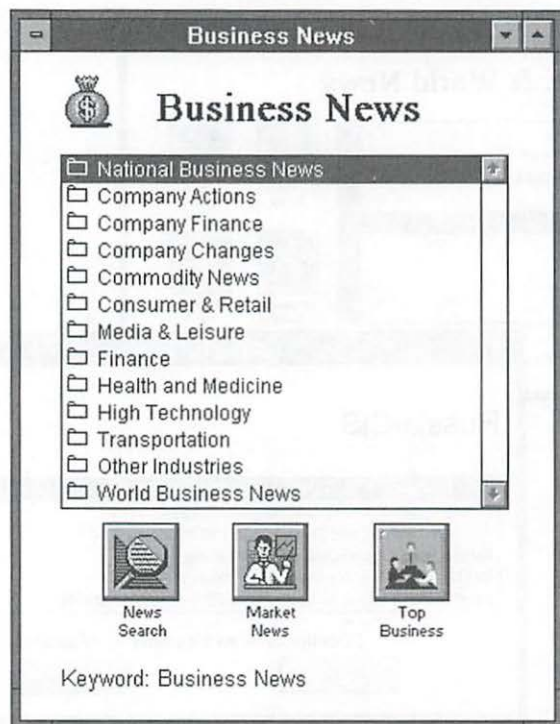 Business News
Business News
National Business News
Company Actions
Company Finance
Company Changes
Commodity News
Consumer & Retail
Media & Leisure
Finance
Health and Medicine
High Technology
Transportation
Other Industries
World Business News
News Search
Market News
Top Business
Keyword: Business News